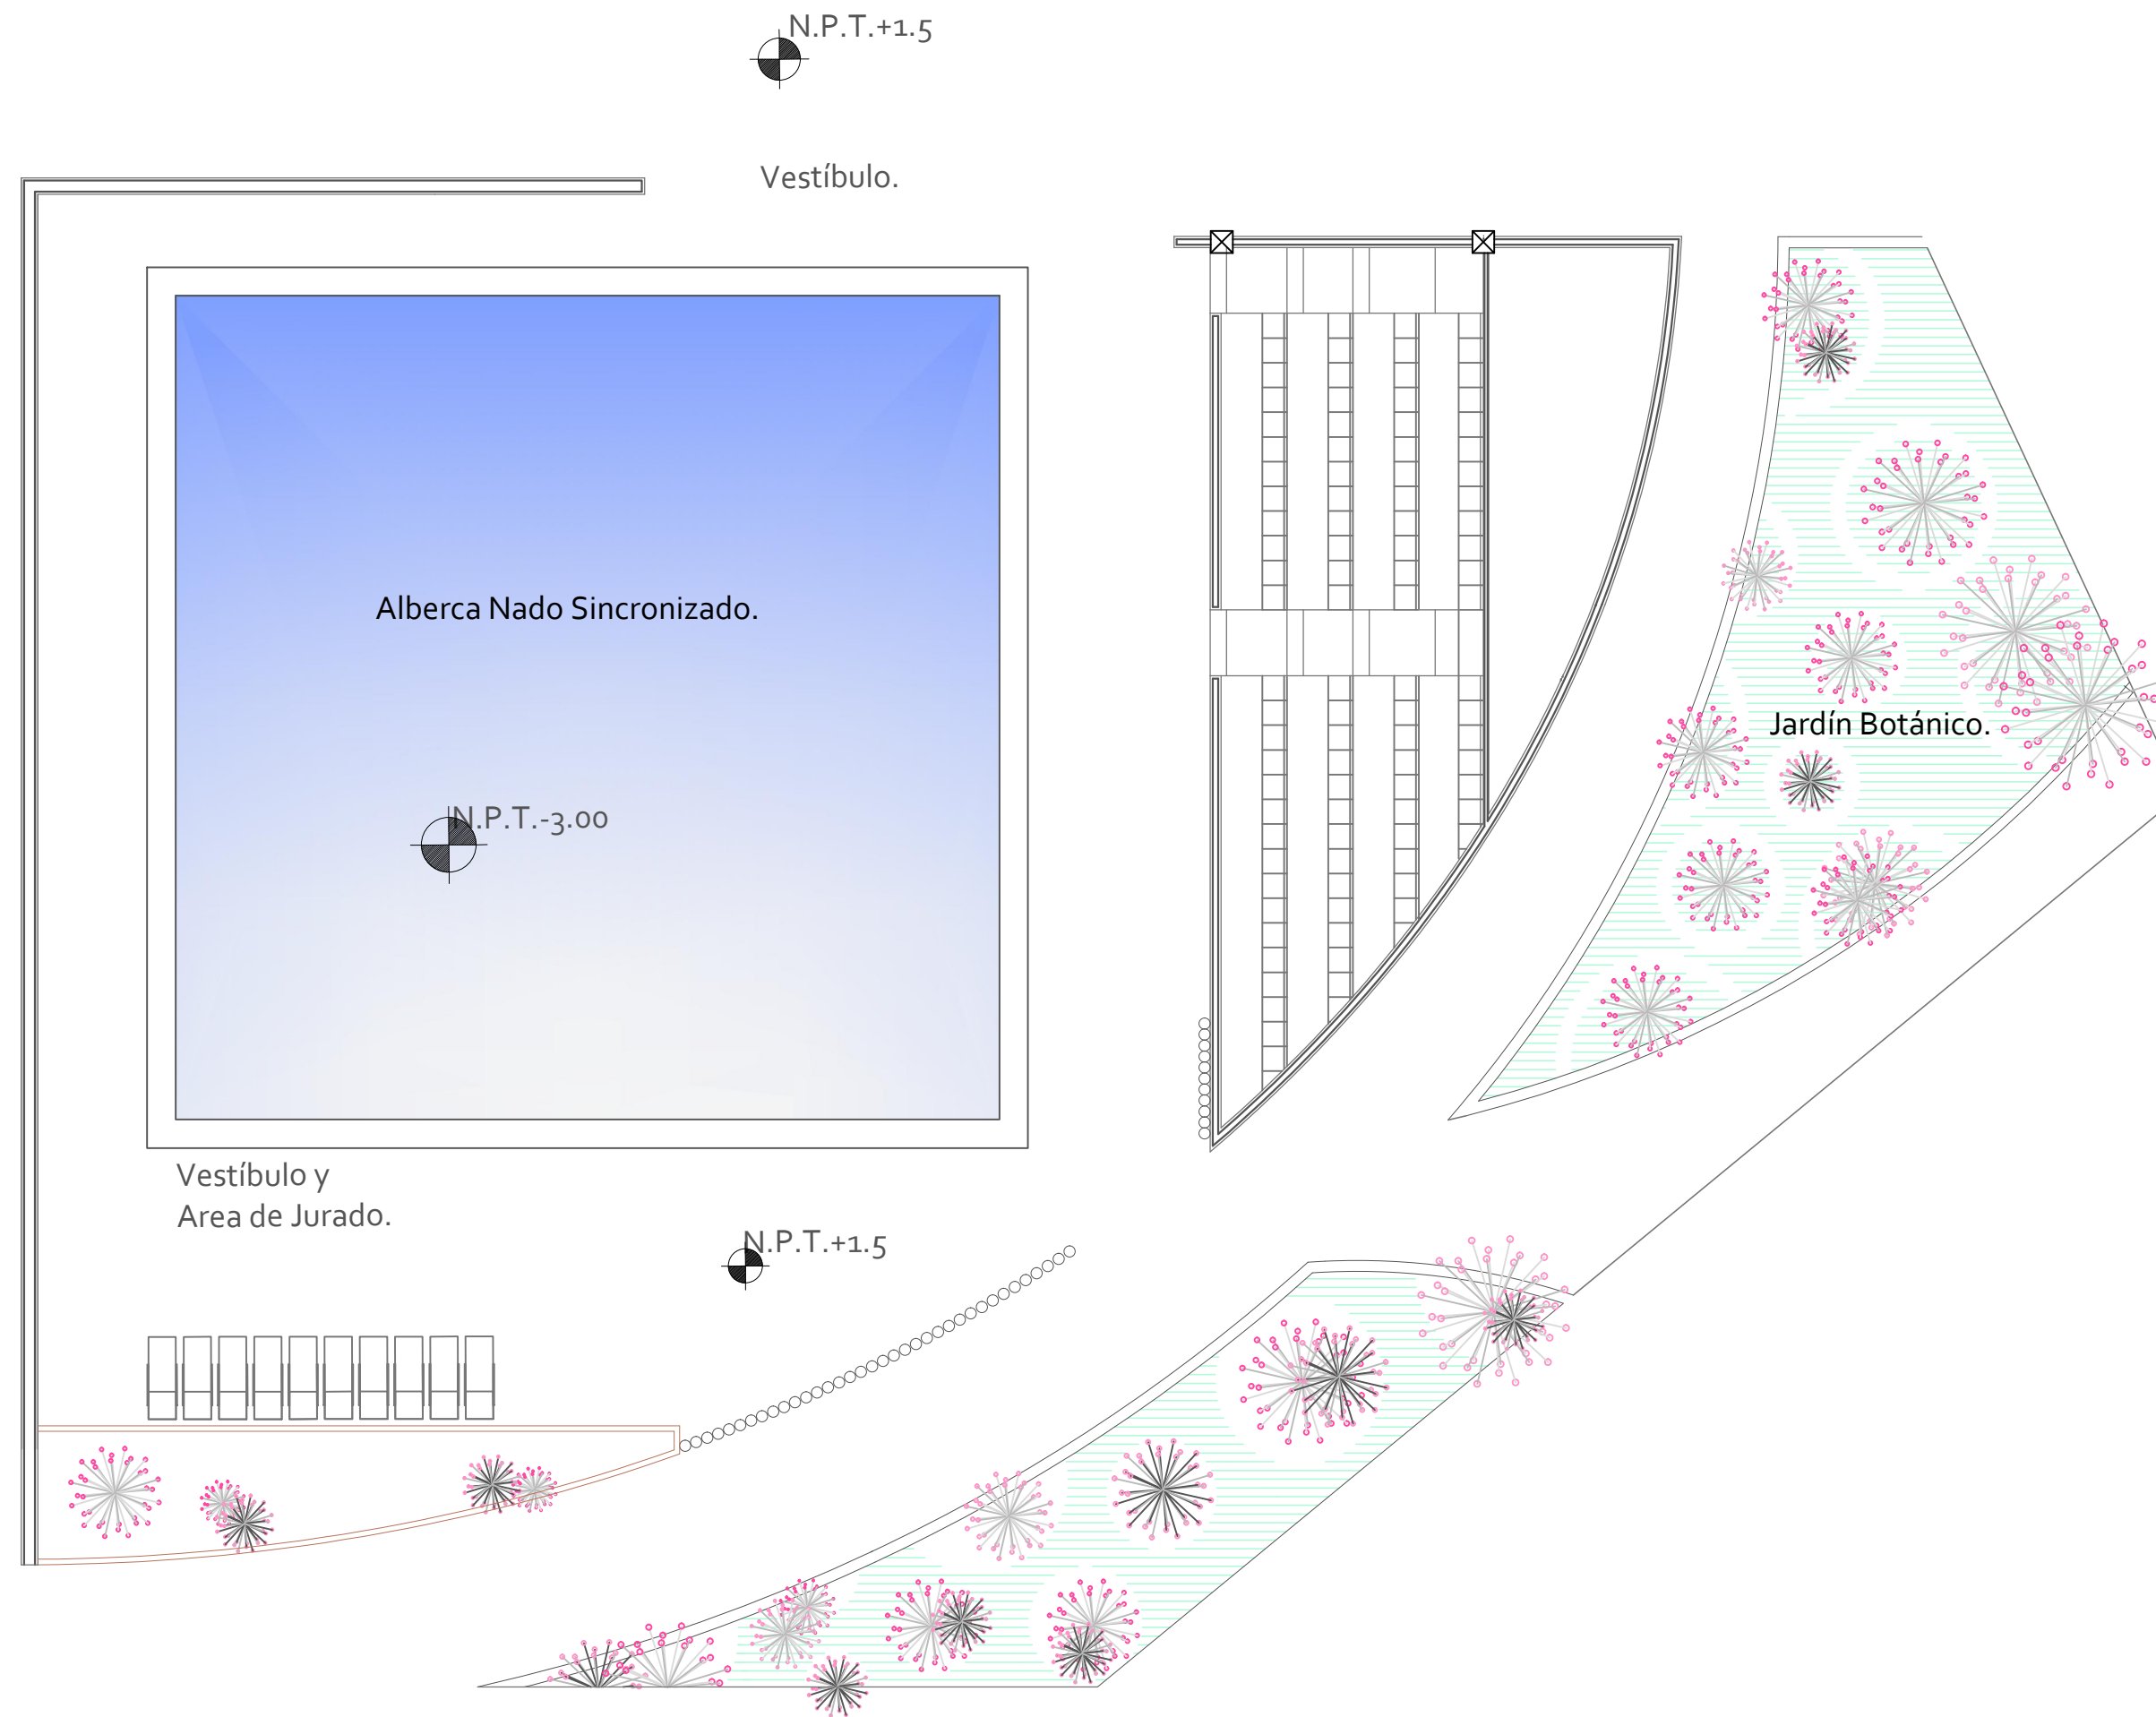 N.P.T.+1.5
Vestíbulo.
Alberca Nado Sincronizado.
Jardín Botánico.
N.P.T.-3.00
Vestíbulo y
Area de Jurado.
N.P.T.+1.5